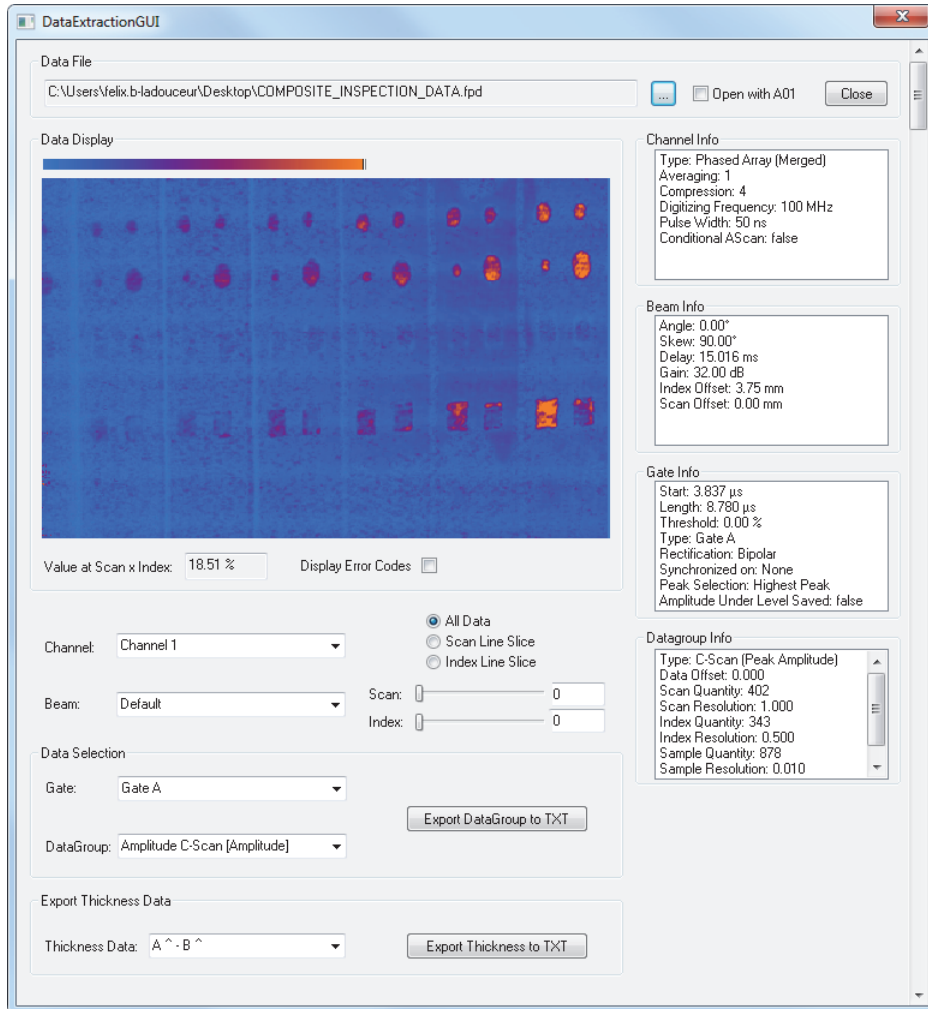 DataExtractionGUI
X
Data File
C:\Users\felix.b-ladouceur\Desktop\COMPOSITE_INSPECTION_DATA.fpd
...
Open with A01
Close
Data Display
Value at Scan x Index:
18.51 %
Display Error Codes
Channel:
Channel 1
All Data
Scan Line Slice
Index Line Slice
Beam:
Default
Scan:
0
Index:
0
Data Selection
Gate:
Gate A
Export DataGroup to TXT
DataGroup:
Amplitude C-Scan [Amplitude]
Export Thickness Data
Thickness Data:
A ^ - B ^
Export Thickness to TXT
Channel Info
Type: Phased Array (Merged)
Averaging: 1
Compression: 4
Digitizing Frequency: 100 MHz
Pulse Width: 50 ns
Conditional AScan: false
Beam Info
Angle: 0.00°
Skew: 90.00°
Delay: 15.016 ms
Gain: 32.00 dB
Index Offset: 3.75 mm
Scan Offset: 0.00 mm
Gate Info
Start: 3.837 µs
Length: 8.780 µs
Threshold: 0.00 %
Type: Gate A
Rectification: Bipolar
Synchronized on: None
Peak Selection: Highest Peak
Amplitude Under Level Saved: false
Datagroup Info
Type: C-Scan (Peak Amplitude)
Data Offset: 0.000
Scan Quantity: 402
Scan Resolution: 1.000
Index Quantity: 343
Index Resolution: 0.500
Sample Quantity: 878
Sample Resolution: 0.010